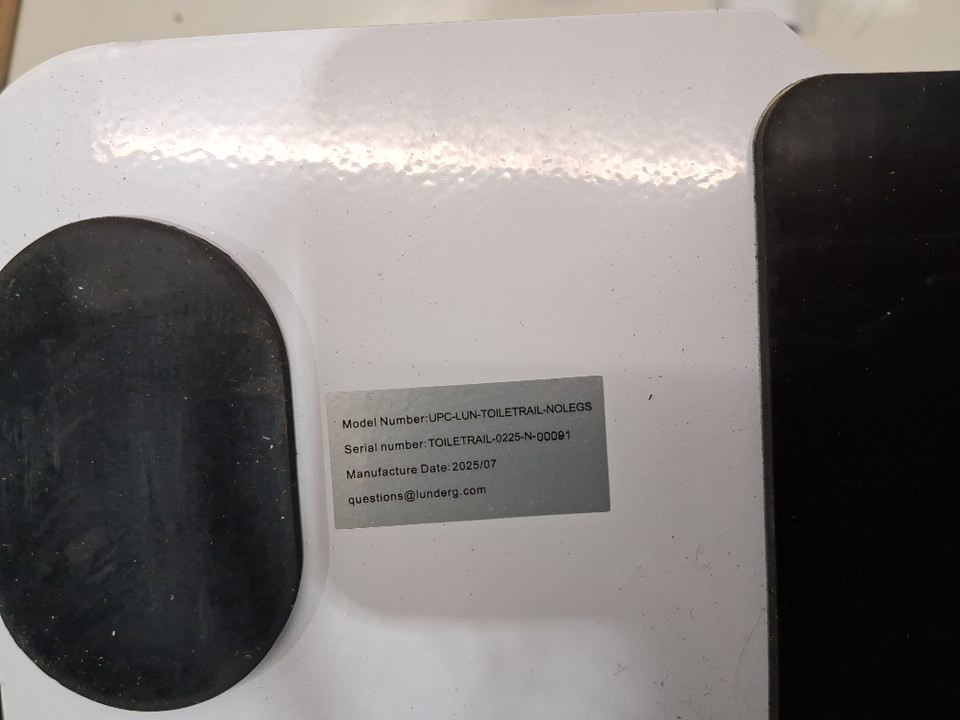 Model Number:UPC-LUN-TOILETRAIL-NOLEGS
Serial number:TOILETRAIL-0225-N-00091
Manufacture Date:2025/07
questions@lunderg.com